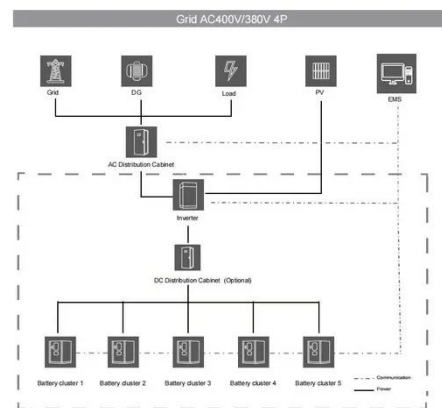 Grid AC400V/380V 4P
Grid
DG
Load
PV
EMS
AC Distribution Cabinet
Inverter
DC Distribution Cabinet (Optional)
Battery cluster 1
Battery cluster 2
Battery cluster 3
Battery cluster 4
Battery cluster 5
Communication
Power